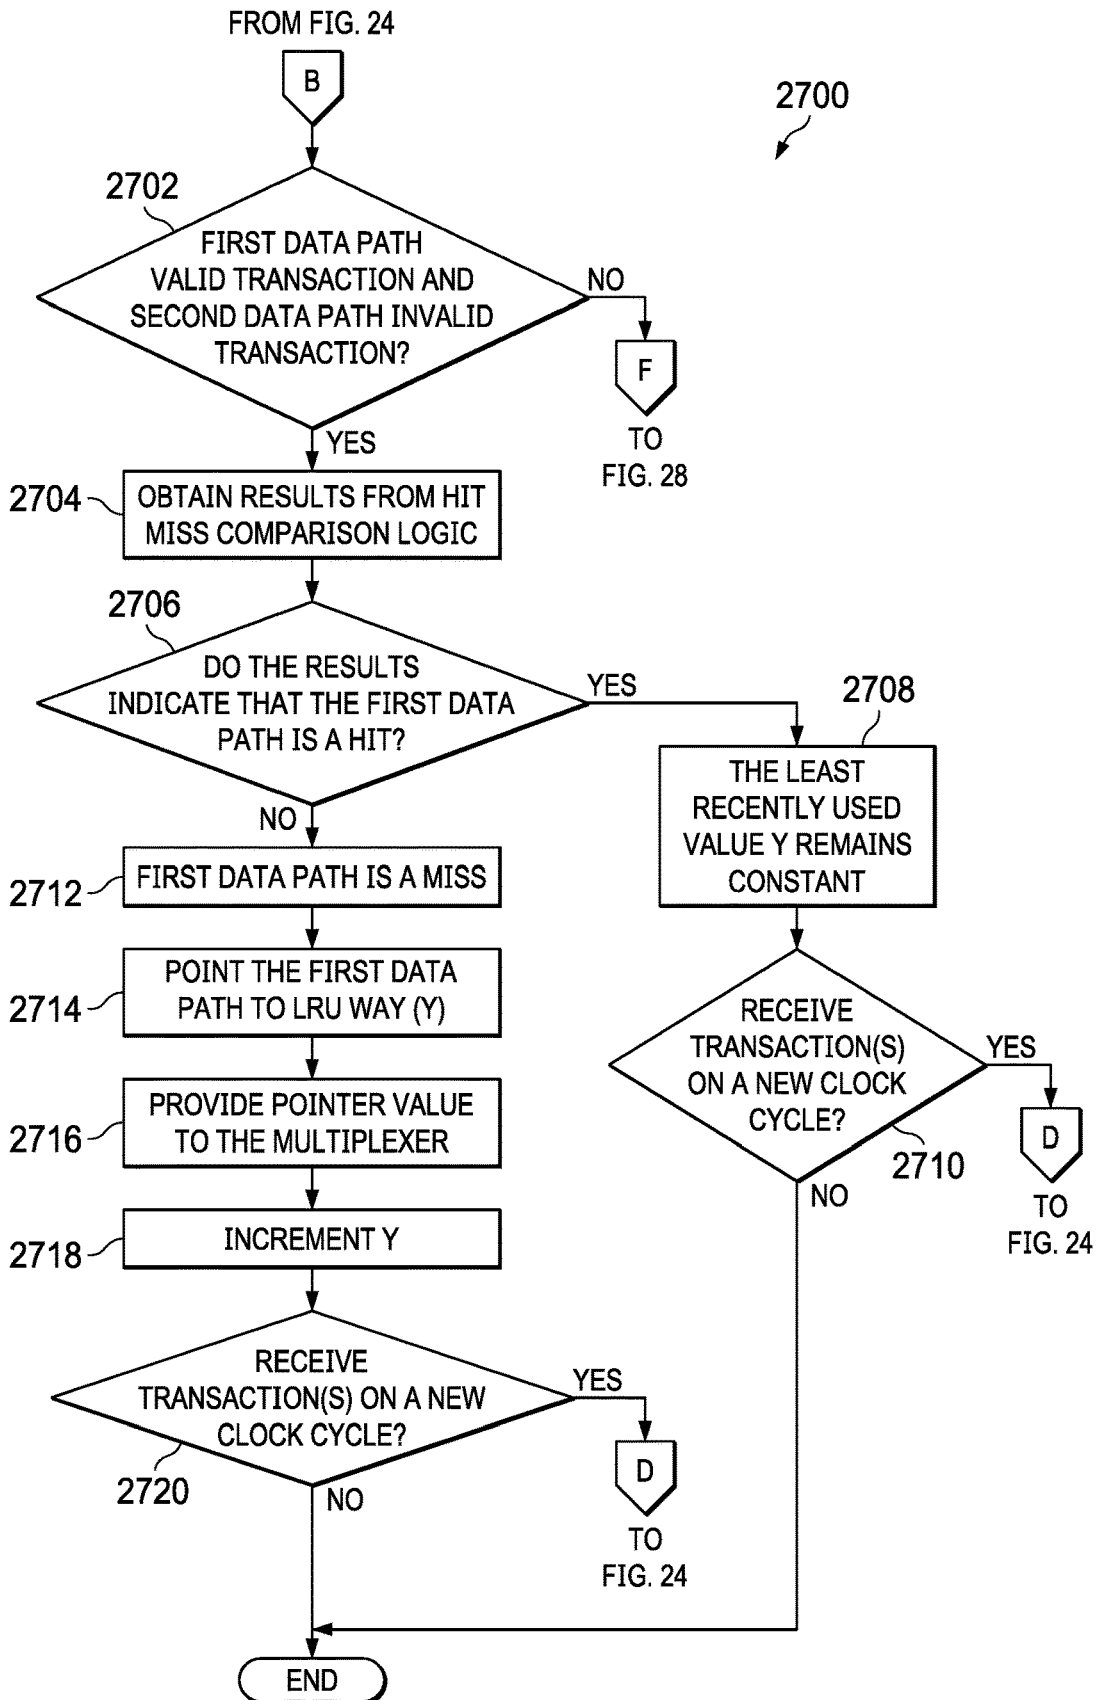 FROM FIG. 24
B
2700
2702
FIRST DATA PATH
VALID TRANSACTION AND
SECOND DATA PATH INVALID
TRANSACTION?
NO
F
TO
FIG. 28
YES
2704
OBTAIN RESULTS FROM HIT
MISS COMPARISON LOGIC
2706
DO THE RESULTS
INDICATE THAT THE FIRST DATA
PATH IS A HIT?
YES
2708
THE LEAST
RECENTLY USED
VALUE Y REMAINS
CONSTANT
NO
2712
FIRST DATA PATH IS A MISS
2714
POINT THE FIRST DATA
PATH TO LRU WAY (Y)
RECEIVE
TRANSACTION(S)
ON A NEW CLOCK
CYCLE?
YES
D
TO
FIG. 24
2710
NO
2716
PROVIDE POINTER VALUE
TO THE MULTIPLEXER
2718
INCREMENT Y
RECEIVE
TRANSACTION(S) ON A NEW
CLOCK CYCLE?
YES
D
TO
FIG. 24
2720
NO
END